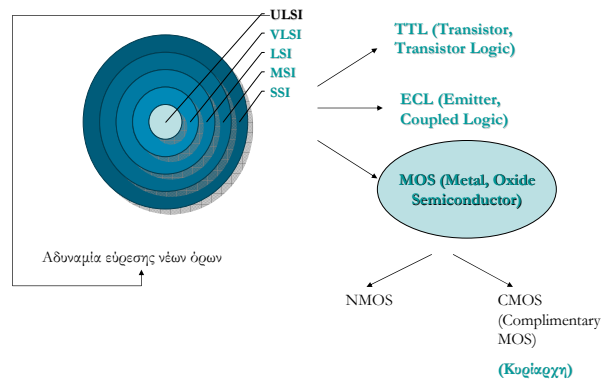 ULSI
VLSI
LSI
MSI
SSI
TTL (Transistor,
Transistor Logic)
ECL (Emitter,
Coupled Logic)
MOS (Metal, Oxide
Semiconductor)
Αδυναμία εύρεσης νέων όρων
NMOS
CMOS
(Complimentary
MOS)
(Κυρίαρχη)